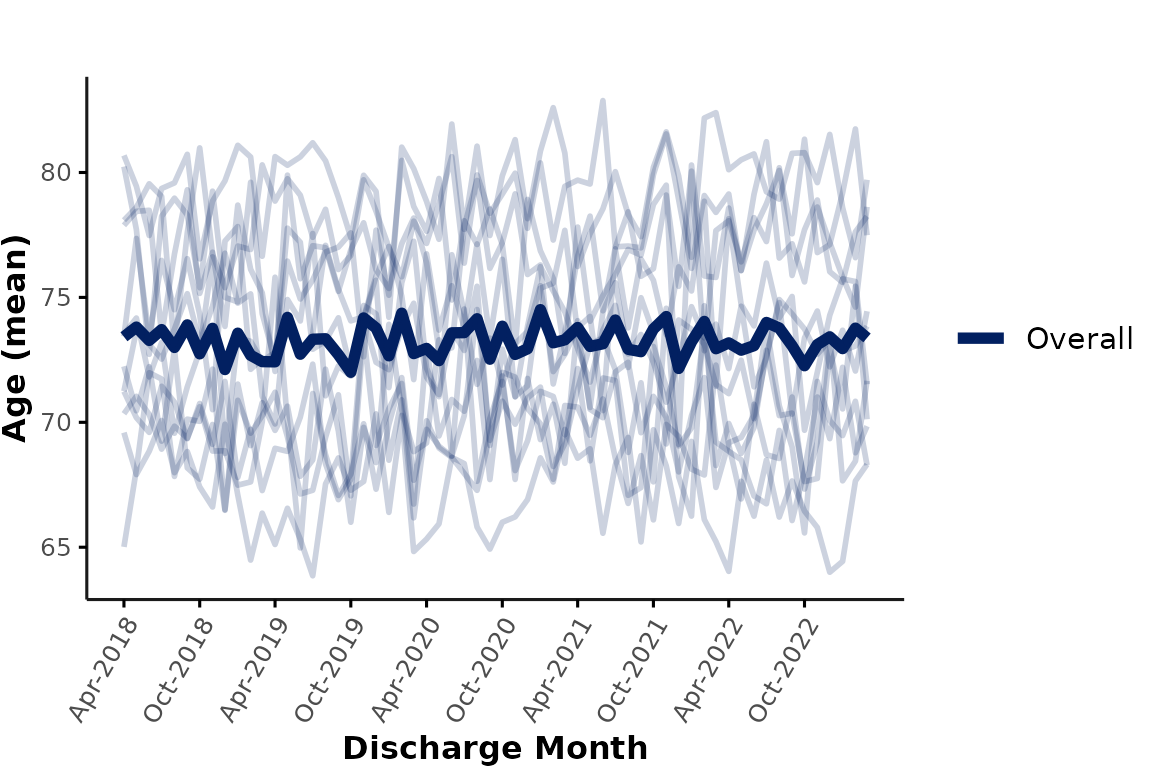 80
75
70
65
Age (mean)
Apr-2018
Oct-2018
Apr-2019
Oct-2019
Apr-2020
Oct-2020
Apr-2021
Oct-2021
Apr-2022
Oct-2022
Discharge Month
Overall